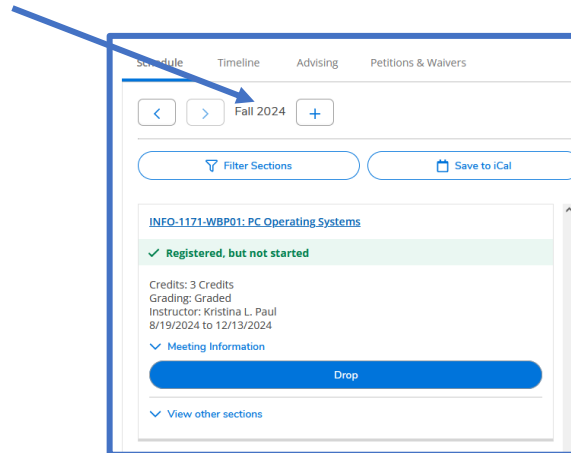 Schedule Timeline Advising Petitions & Waivers
Fall 2024
Filter Sections Save to iCal
INFO-1171-WBP01: PC Operating Systems
Registered, but not started
Credits: 3 Credits
Grading: Graded
Instructor: Kristina L. Paul
8/19/2024 to 12/13/2024
Meeting Information
Drop
View other sections